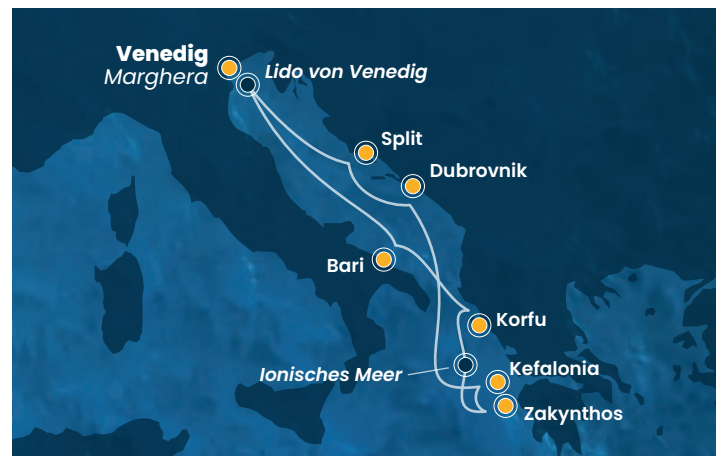 Venedig
Marghera
Lido von Venedig
Split
Dubrovnik
Bari
Korfu
Ionisches Meer
Kefalonia
Zakynthos